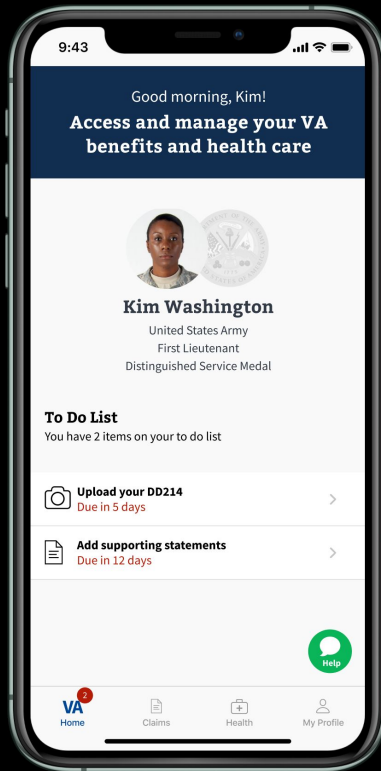 9:43
Good morning, Kim!
Access and manage your VA
benefits and health care
Kim Washington
United States Army
First Lieutenant
Distinguished Service Medal
To Do List
You have 2 items on your to do list
Upload your DD214
Due in 5 days
Add supporting statements
Due in 12 days
Help
2
VA
Home
Claims
Health
My Profile